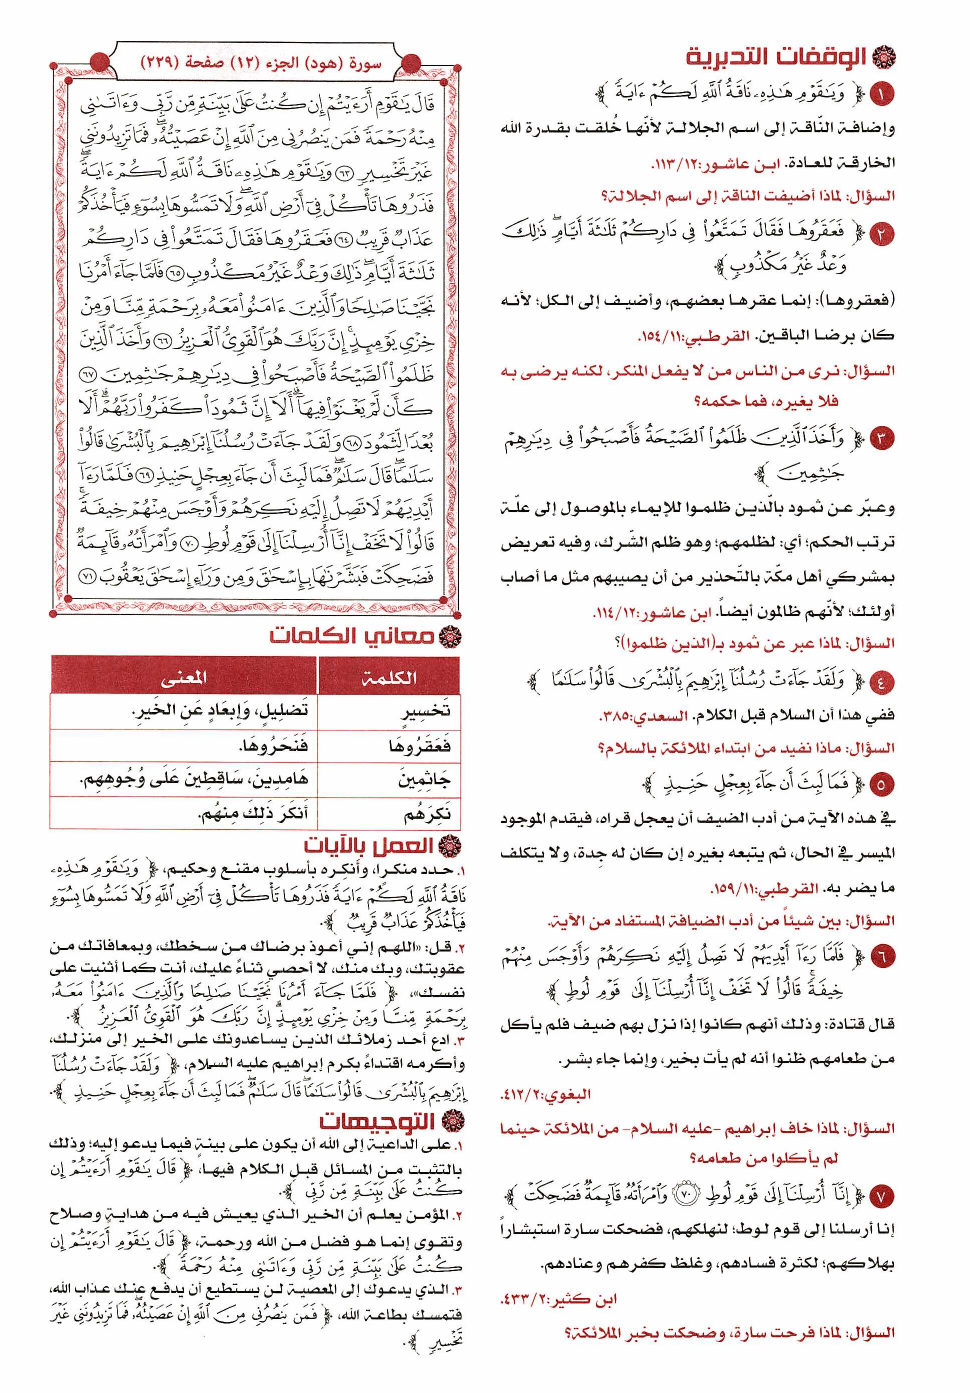 الوقفات التدبرية
١ ﴿ وَيَٰقَوْمِ هَٰذِهِۦ نَاقَةُ ٱللَّهِ لَكُمْ ءَايَةً ﴾
وإضافة النّاقة إلى اسم الجلالة لأنّها خُلقت بقدرة الله
الخارقة للعادة. ابن عاشور:١١٣/١٢.
السؤال: لماذا أضيفت الناقة إلى اسم الجلالة؟
٢ ﴿ فَعَقَرُوهَا فَقَالَ تَمَتَّعُوا۟ فِى دَارِكُمْ ثَلَٰثَةَ أَيَّامٍ ۖ ذَٰلِكَ
وَعْدٌ غَيْرُ مَكْذُوبٍ ﴾
(فعقروها): إنما عقرها بعضهم، وأضيف إلى الكل؛ لأنه
كان برضا الباقين. القرطبي:١٥٤/١١.
السؤال: نرى من الناس من لا يفعل المنكر، لكنه يرضى به
فلا يغيره، فما حكمه؟
٣ ﴿ وَأَخَذَ ٱلَّذِينَ ظَلَمُوا۟ ٱلصَّيْحَةُ فَأَصْبَحُوا۟ فِى دِيَٰرِهِمْ
جَٰثِمِينَ ﴾
وعبّر عن ثمود بالّذين ظلموا للإيماء بالموصول إلى علّة
ترتب الحكم؛ أي: لظلمهم؛ وهو ظلم الشّرك، وفيه تعريض
بمشركي أهل مكّة بالتّحذير من أن يصيبهم مثل ما أصاب
أولئك؛ لأنّهم ظالمون أيضاً. ابن عاشور:١١٤/١٢.
السؤال: لماذا عبر عن ثمود بـ(الذين ظلموا)؟
٤ ﴿ وَلَقَدْ جَآءَتْ رُسُلُنَآ إِبْرَٰهِيمَ بِٱلْبُشْرَىٰ قَالُوا۟ سَلَٰمًا ﴾
ففي هذا أن السلام قبل الكلام. السعدي:٣٨٥.
السؤال: ماذا نفيد من ابتداء الملائكة بالسلام؟
٥ ﴿ فَمَا لَبِثَ أَن جَآءَ بِعِجْلٍ حَنِيذٍ ﴾
في هذه الآية من أدب الضيف أن يعجل قراه، فيقدم الموجود
الميسر في الحال، ثم يتبعه بغيره إن كان له جِدة، ولا يتكلف
ما يضر به. القرطبي:١٥٩/١١.
السؤال: بين شيئاً من أدب الضيافة المستفاد من الآية.
٦ ﴿ فَلَمَّا رَءَآ أَيْدِيَهُمْ لَا تَصِلُ إِلَيْهِ نَكِرَهُمْ وَأَوْجَسَ مِنْهُمْ
خِيفَةً ۚ قَالُوا۟ لَا تَخَفْ إِنَّآ أُرْسِلْنَآ إِلَىٰ قَوْمِ لُوطٍ ﴾
قال قتادة: وذلك أنهم كانوا إذا نزل بهم ضيف فلم يأكل
من طعامهم ظنوا أنه لم يأت بخير، وإنما جاء بشر.
البغوي:٤١٢/٢.
السؤال: لماذا خاف إبراهيم -عليه السلام- من الملائكة حينما
لم يأكلوا من طعامه؟
٧ ﴿ إِنَّآ أُرْسِلْنَآ إِلَىٰ قَوْمِ لُوطٍ ﴿٧٠﴾ وَٱمْرَأَتُهُۥ قَآئِمَةٌ فَضَحِكَتْ ﴾
إنا أرسلنا إلى قوم لوط؛ لنهلكهم، فضحكت سارة استبشاراً
بهلاكهم؛ لكثرة فسادهم، وغلظ كفرهم وعنادهم.
ابن كثير:٤٣٣/٢.
السؤال: لماذا فرحت سارة، وضحكت بخبر الملائكة؟
سورة (هود) الجزء (١٢) صفحة (٢٢٩)
قَالَ يَٰقَوْمِ أَرَءَيْتُمْ إِن كُنتُ عَلَىٰ بَيِّنَةٍ مِّن رَّبِّى وَءَاتَىٰنِى
مِنْهُ رَحْمَةً فَمَن يَنصُرُنِى مِنَ ٱللَّهِ إِنْ عَصَيْتُهُۥ ۖ فَمَا تَزِيدُونَنِى
غَيْرَ تَخْسِيرٍ ٦٣ وَيَٰقَوْمِ هَٰذِهِۦ نَاقَةُ ٱللَّهِ لَكُمْ ءَايَةً
فَذَرُوهَا تَأْكُلْ فِىٓ أَرْضِ ٱللَّهِ ۖ وَلَا تَمَسُّوهَا بِسُوٓءٍ فَيَأْخُذَكُمْ
عَذَابٌ قَرِيبٌ ٦٤ فَعَقَرُوهَا فَقَالَ تَمَتَّعُوا۟ فِى دَارِكُمْ
ثَلَٰثَةَ أَيَّامٍ ۖ ذَٰلِكَ وَعْدٌ غَيْرُ مَكْذُوبٍ ٦٥ فَلَمَّا جَآءَ أَمْرُنَا
نَجَّيْنَا صَٰلِحًا وَٱلَّذِينَ ءَامَنُوا۟ مَعَهُۥ بِرَحْمَةٍ مِّنَّا وَمِنْ
خِزْىِ يَوْمِئِذٍ ۗ إِنَّ رَبَّكَ هُوَ ٱلْقَوِىُّ ٱلْعَزِيزُ ٦٦ وَأَخَذَ ٱلَّذِينَ
ظَلَمُوا۟ ٱلصَّيْحَةُ فَأَصْبَحُوا۟ فِى دِيَٰرِهِمْ جَٰثِمِينَ ٦٧
كَأَن لَّمْ يَغْنَوْا۟ فِيهَآ ۗ أَلَآ إِنَّ ثَمُودَا۟ كَفَرُوا۟ رَبَّهُمْ ۗ أَلَا
بُعْدًا لِّثَمُودَ ٦٨ وَلَقَدْ جَآءَتْ رُسُلُنَآ إِبْرَٰهِيمَ بِٱلْبُشْرَىٰ قَالُوا۟
سَلَٰمًا ۖ قَالَ سَلَٰمٌ ۖ فَمَا لَبِثَ أَن جَآءَ بِعِجْلٍ حَنِيذٍ ٦٩ فَلَمَّا رَءَآ
أَيْدِيَهُمْ لَا تَصِلُ إِلَيْهِ نَكِرَهُمْ وَأَوْجَسَ مِنْهُمْ خِيفَةً ۚ
قَالُوا۟ لَا تَخَفْ إِنَّآ أُرْسِلْنَآ إِلَىٰ قَوْمِ لُوطٍ ٧٠ وَٱمْرَأَتُهُۥ قَآئِمَةٌ
فَضَحِكَتْ فَبَشَّرْنَٰهَا بِإِسْحَٰقَ وَمِن وَرَآءِ إِسْحَٰقَ يَعْقُوبَ ٧١
معاني الكلمات
الكلمة المعنى
تَخسِيرٍ تَضلِيلٍ، وَإِبعَادٍ عَنِ الخَيرِ.
فَعَقَرُوهَا فَنَحَرُوهَا.
جَاثِمِينَ هَامِدِينَ، سَاقِطِينَ عَلَى وُجُوهِهِم.
نَكِرَهُم أَنكَرَ ذَلِكَ مِنهُم.
العمل بالآيات
١. حدد منكرا، وأنكره بأسلوب مقنع وحكيم، ﴿ وَيَٰقَوْمِ هَٰذِهِۦ
نَاقَةُ ٱللَّهِ لَكُمْ ءَايَةً فَذَرُوهَا تَأْكُلْ فِىٓ أَرْضِ ٱللَّهِ وَلَا تَمَسُّوهَا بِسُوٓءٍ
فَيَأْخُذَكُمْ عَذَابٌ قَرِيبٌ ﴾.
٢. قل: «اللهم إني أعوذ برضاك من سخطك، وبمعافاتك من
عقوبتك، وبك منك، لا أحصي ثناءً عليك، أنت كما أثنيت على
نفسك»، ﴿ فَلَمَّا جَآءَ أَمْرُنَا نَجَّيْنَا صَٰلِحًا وَٱلَّذِينَ ءَامَنُوا۟ مَعَهُۥ
بِرَحْمَةٍ مِّنَّا وَمِنْ خِزْىِ يَوْمِئِذٍ ۗ إِنَّ رَبَّكَ هُوَ ٱلْقَوِىُّ ٱلْعَزِيزُ ﴾.
٣. ادع أحد زملائك الذين يساعدونك على الخير إلى منزلك،
وأكرمه اقتداءً بكرم إبراهيم عليه السلام، ﴿ وَلَقَدْ جَآءَتْ رُسُلُنَآ
إِبْرَٰهِيمَ بِٱلْبُشْرَىٰ قَالُوا۟ سَلَٰمًا ۖ قَالَ سَلَٰمٌ ۖ فَمَا لَبِثَ أَن جَآءَ بِعِجْلٍ حَنِيذٍ ﴾.
التوجيهات
١. على الداعية إلى الله أن يكون على بينةٍ فيما يدعو إليه؛ وذلك
بالتثبت من المسائل قبل الكلام فيها، ﴿ قَالَ يَٰقَوْمِ أَرَءَيْتُمْ إِن
كُنتُ عَلَىٰ بَيِّنَةٍ مِّن رَّبِّى ﴾.
٢. المؤمن يعلم أن الخير الذي يعيش فيه من هدايةٍ وصلاح
وتقوى إنما هو فضل من الله ورحمة، ﴿ قَالَ يَٰقَوْمِ أَرَءَيْتُمْ إِن
كُنتُ عَلَىٰ بَيِّنَةٍ مِّن رَّبِّى وَءَاتَىٰنِى مِنْهُ رَحْمَةً ﴾.
٣. الذي يدعوك إلى المعصية لن يستطيع أن يدفع عنك عذاب الله،
فتمسك بطاعة الله، ﴿ فَمَن يَنصُرُنِى مِنَ ٱللَّهِ إِنْ عَصَيْتُهُۥ ۖ فَمَا تَزِيدُونَنِى غَيْرَ
تَخْسِيرٍ ﴾.